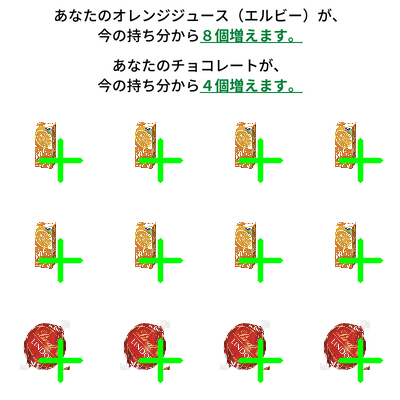 あなたのオレンジジュース（エルビー）が、
今の持ち分から８個増えます。
あなたのチョコレートが、
今の持ち分から４個増えます。